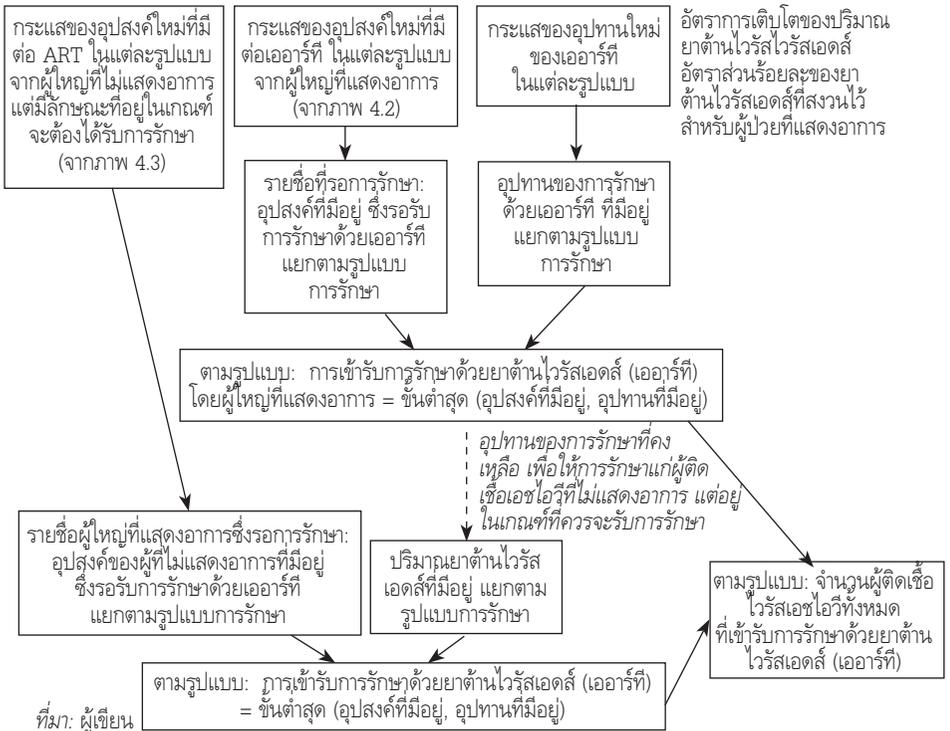 กระแสของอุปสงค์ใหม่ที่มี
ต่อ ART ในแต่ละรูปแบบ
จากผู้ใหญ่ที่ไม่แสดงอาการ
แต่มีลักษณะที่อยู่ในเกณฑ์
จะต้องได้รับการรักษา
(จากภาพ 4.3)
กระแสของอุปสงค์ใหม่ที่มี
ต่อเออาร์ที ในแต่ละรูปแบบ
จากผู้ใหญ่ที่แสดงอาการ
(จากภาพ 4.2)
กระแสของอุปทานใหม่
ของเออาร์ที
ในแต่ละรูปแบบ
อัตราการเติบโตของปริมาณ
ยาต้านไวรัสไวรัสเอดส์
อัตราส่วนร้อยละของยา
ต้านไวรัสเอดส์ที่สงวนไว้
สำหรับผู้ป่วยที่แสดงอาการ
รายชื่อที่รอการรักษา:
อุปสงค์ที่มีอยู่ ซึ่งรอรับ
การรักษาด้วยเออาร์ที
แยกตามรูปแบบ
การรักษา
อุปทานของการรักษา
ด้วยเออาร์ที ที่มีอยู่
แยกตามรูปแบบ
การรักษา
ตามรูปแบบ: การเข้ารับการรักษาด้วยยาต้านไวรัสเอดส์ (เออาร์ที)
โดยผู้ใหญ่ที่แสดงอาการ = ขั้นต่ำสุด (อุปสงค์ที่มีอยู่, อุปทานที่มีอยู่)
อุปทานของการรักษาที่คง
เหลือ เพื่อให้การรักษาแก่ผู้ติด
เชื้อเอชไอวีที่ไม่แสดงอาการ แต่อยู่
ในเกณฑ์ที่ควรจะรับการรักษา
รายชื่อผู้ใหญ่ที่แสดงอาการซึ่งรอการรักษา:
อุปสงค์ของผู้ที่ไม่แสดงอาการที่มีอยู่
ซึ่งรอรับการรักษาด้วยเออาร์ที
แยกตามรูปแบบการรักษา
ปริมาณยาต้านไวรัส
เอดส์ที่มีอยู่ แยกตาม
รูปแบบการรักษา
ตามรูปแบบ: จำนวนผู้ติดเชื้อ
ไวรัสเอชไอวีทั้งหมด
ที่เข้ารับการรักษาด้วยยาต้าน
ไวรัสเอดส์ (เออาร์ที)
ตามรูปแบบ: การเข้ารับการรักษาด้วยยาต้านไวรัสเอดส์ (เออาร์ที)
= ขั้นต่ำสุด (อุปสงค์ที่มีอยู่, อุปทานที่มีอยู่)
ที่มา: ผู้เขียน